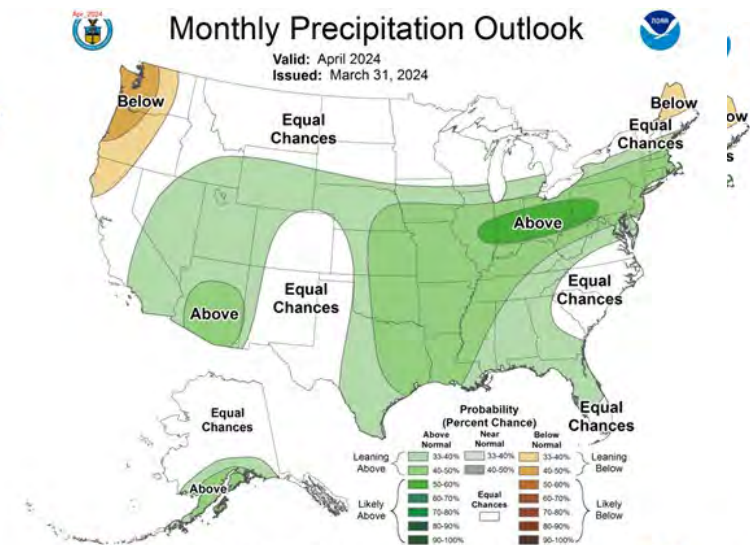 Apr_2024
Monthly Precipitation Outlook
NOAA
Valid: April 2024
Issued: March 31, 2024
Below
Equal
Chances
Below
Equal
Chances
ow
s
Above
Above
Equal
Chances
Equal
Chances
Equal
Chances
Equal
Chances
Above
Probability
(Percent Chance)
Above
Normal
Near
Normal
Below
Normal
Leaning
Above
33-40%
40-50%
33-40%
40-50%
33-40%
40-50%
Leaning
Below
Likely
Above
50-60%
60-70%
70-80%
80-90%
90-100%
Equal
Chances
50-60%
60-70%
70-80%
80-90%
90-100%
Likely
Below